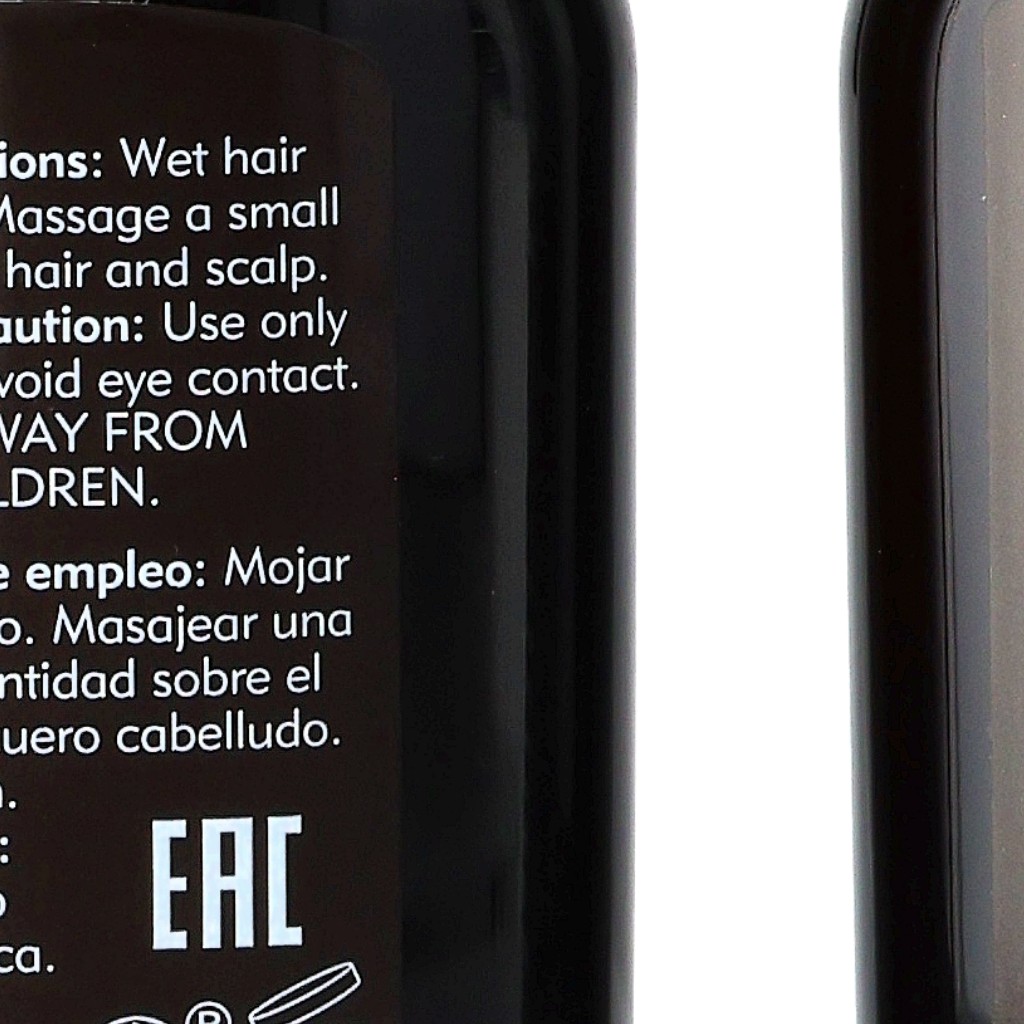 ions: Wet hair
Massage a small
hair and scalp.
aution: Use only
void eye contact.
WAY FROM
LDREN.
e empleo: Mojar
o. Masajear una
ntidad sobre el
uero cabelludo.
.
:
o
ca.
EAC
R